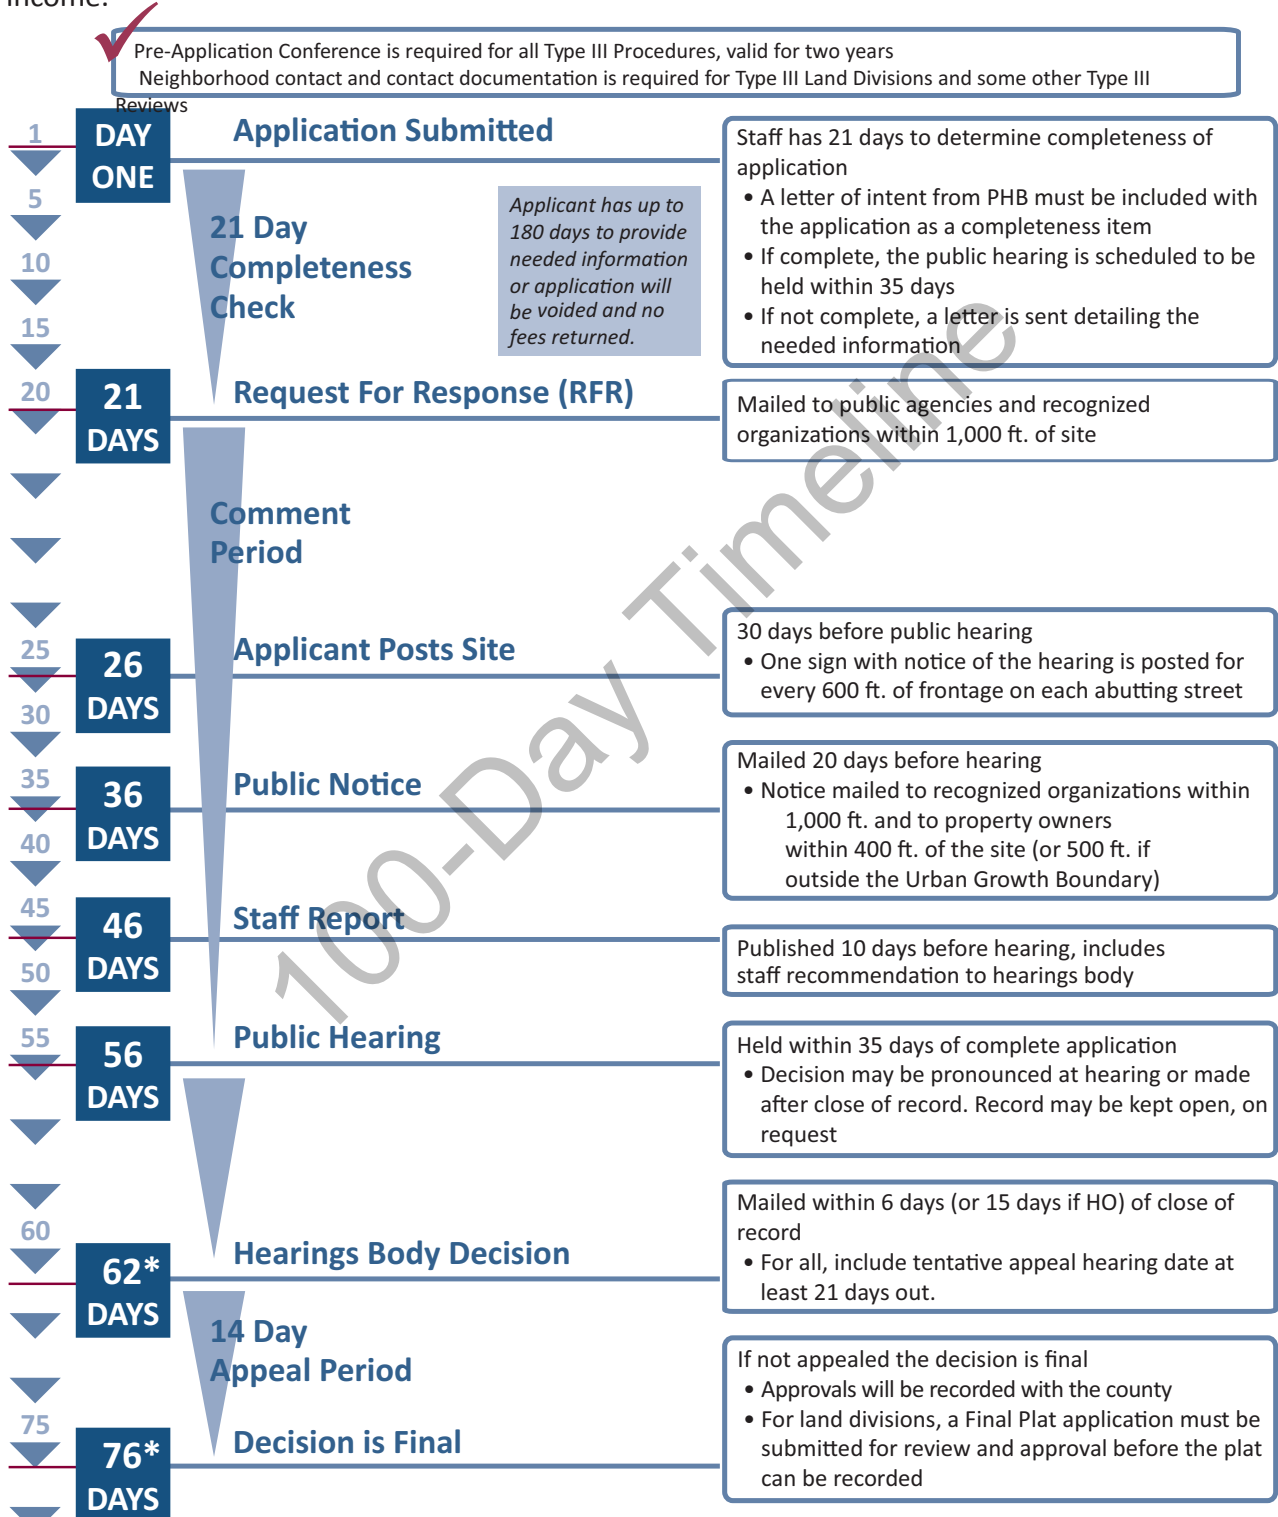 income.
Pre-Application Conference is required for all Type III Procedures, valid for two years
Neighborhood contact and contact documentation is required for Type III Land Divisions and some other Type III
Reviews
1
DAY
ONE
Application Submitted
Staff has 21 days to determine completeness of
application
• A letter of intent from PHB must be included with
the application as a completeness item
• If complete, the public hearing is scheduled to be
held within 35 days
• If not complete, a letter is sent detailing the
needed information
5
10
15
21 Day
Completeness
Check
Applicant has up to
180 days to provide
needed information
or application will
be voided and no
fees returned.
20
21
DAYS
Request For Response (RFR)
Mailed to public agencies and recognized
organizations within 1,000 ft. of site
Comment
Period
25
26
DAYS
Applicant Posts Site
30 days before public hearing
• One sign with notice of the hearing is posted for
every 600 ft. of frontage on each abutting street
30
35
36
DAYS
Public Notice
Mailed 20 days before hearing
• Notice mailed to recognized organizations within
1,000 ft. and to property owners
within 400 ft. of the site (or 500 ft. if
outside the Urban Growth Boundary)
40
45
46
DAYS
Staff Report
Published 10 days before hearing, includes
staff recommendation to hearings body
50
55
56
DAYS
Public Hearing
Held within 35 days of complete application
• Decision may be pronounced at hearing or made
after close of record. Record may be kept open, on
request
60
62*
DAYS
Hearings Body Decision
Mailed within 6 days (or 15 days if HO) of close of
record
• For all, include tentative appeal hearing date at
least 21 days out.
14 Day
Appeal Period
75
76*
DAYS
Decision is Final
If not appealed the decision is final
• Approvals will be recorded with the county
• For land divisions, a Final Plat application must be
submitted for review and approval before the plat
can be recorded
100-Day Timeline